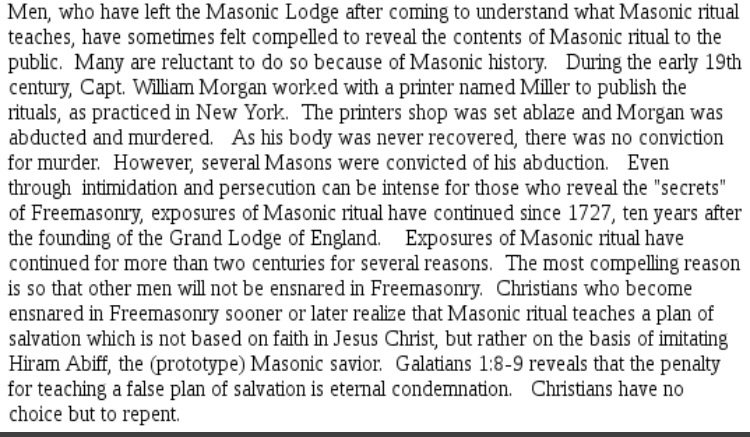 Men, who have left the Masonic Lodge after coming to understand what Masonic ritual
teaches, have sometimes felt compelled to reveal the contents of Masonic ritual to the
public.  Many are reluctant to do so because of Masonic history.   During the early 19th
century, Capt. William Morgan worked with a printer named Miller to publish the
rituals, as practiced in New York.  The printers shop was set ablaze and Morgan was
abducted and murdered.   As his body was never recovered, there was no conviction
for murder.  However, several Masons were convicted of his abduction.   Even
through  intimidation and persecution can be intense for those who reveal the "secrets"
of Freemasonry, exposures of Masonic ritual have continued since 1727, ten years after
the founding of the Grand Lodge of England.    Exposures of Masonic ritual have
continued for more than two centuries for several reasons.  The most compelling reason
is so that other men will not be ensnared in Freemasonry.  Christians who become
ensnared in Freemasonry sooner or later realize that Masonic ritual teaches a plan of
salvation which is not based on faith in Jesus Christ, but rather on the basis of imitating
Hiram Abiff, the (prototype) Masonic savior.  Galatians 1:8-9 reveals that the penalty
for teaching a false plan of salvation is eternal condemnation.   Christians have no
choice but to repent.